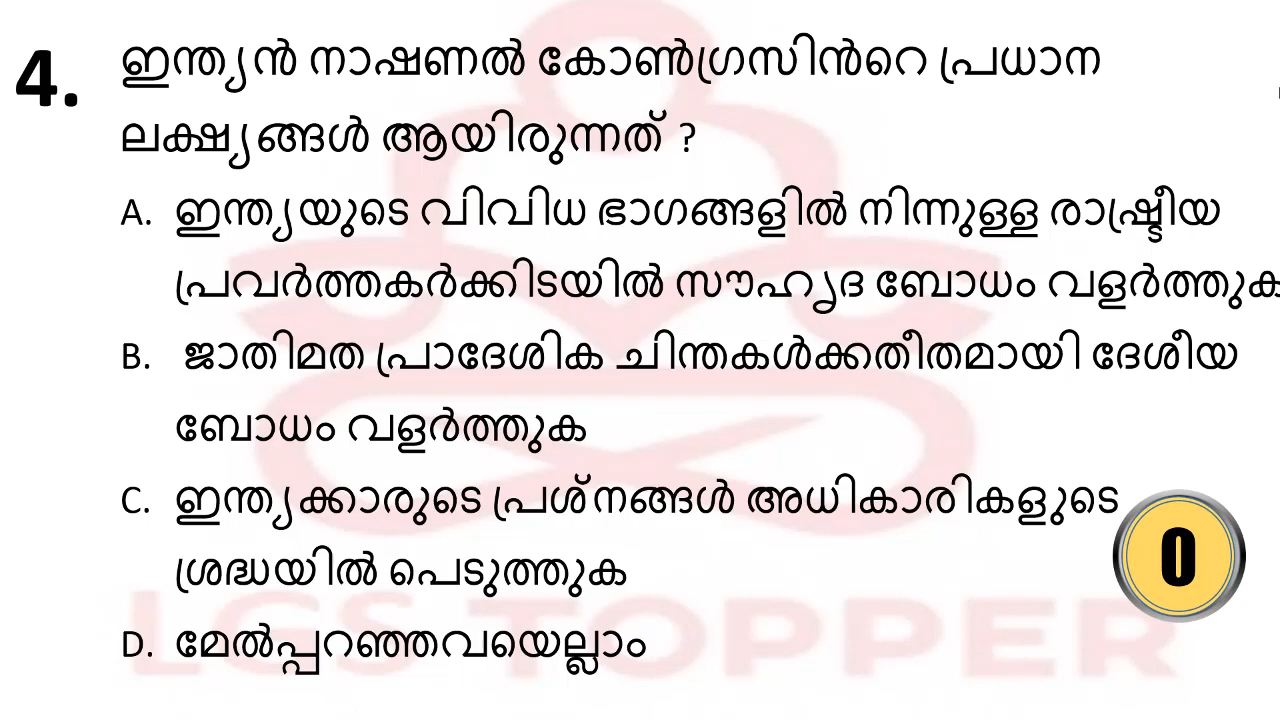 4. ഇന്ത്യൻ നാഷണൽ കോൺഗ്രസിൻറെ പ്രധാന
ലക്ഷ്യങ്ങൾ ആയിരുന്നത് ?
A. ഇന്ത്യയുടെ വിവിധ ഭാഗങ്ങളിൽ നിന്നുള്ള രാഷ്ട്രീയ
പ്രവർത്തകർക്കിടയിൽ സൗഹൃദ ബോധം വളർത്തുക
B. ജാതിമത പ്രാദേശിക ചിന്തകൾക്കതീതമായി ദേശീയ
ബോധം വളർത്തുക
C. ഇന്ത്യക്കാരുടെ പ്രശ്നങ്ങൾ അധികാരികളുടെ
ശ്രദ്ധയിൽ പെടുത്തുക
0
D. മേൽപ്പറഞ്ഞവയെല്ലാം
LGS TOPPER